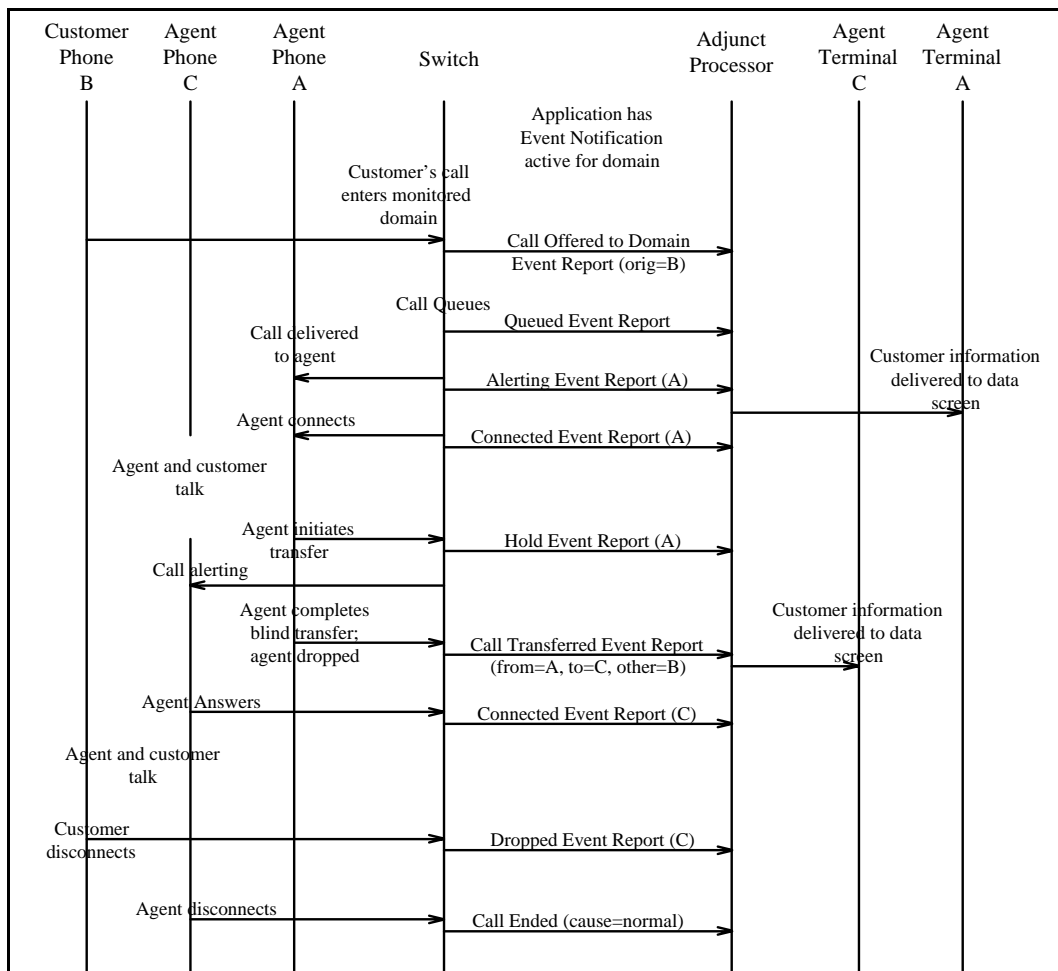 Customer
Phone
B
Agent
Phone
C
Agent
Phone
A
Switch
Adjunct
Processor
Agent
Terminal
C
Agent
Terminal
A
Application has
Event Notification
active for domain
Customer's call
enters monitored
domain
Call Offered to Domain
Event Report (orig=B)
Call Queues
Queued Event Report
Call delivered
to agent
Alerting Event Report (A)
Customer information
delivered to data
screen
Agent connects
Connected Event Report (A)
Agent and customer
talk
Agent initiates
transfer
Hold Event Report (A)
Call alerting
Agent completes
blind transfer;
agent dropped
Call Transferred Event Report
(from=A, to=C, other=B)
Customer information
delivered to data
screen
Agent Answers
Connected Event Report (C)
Agent and customer
talk
Customer
disconnects
Dropped Event Report (C)
Agent disconnects
Call Ended (cause=normal)